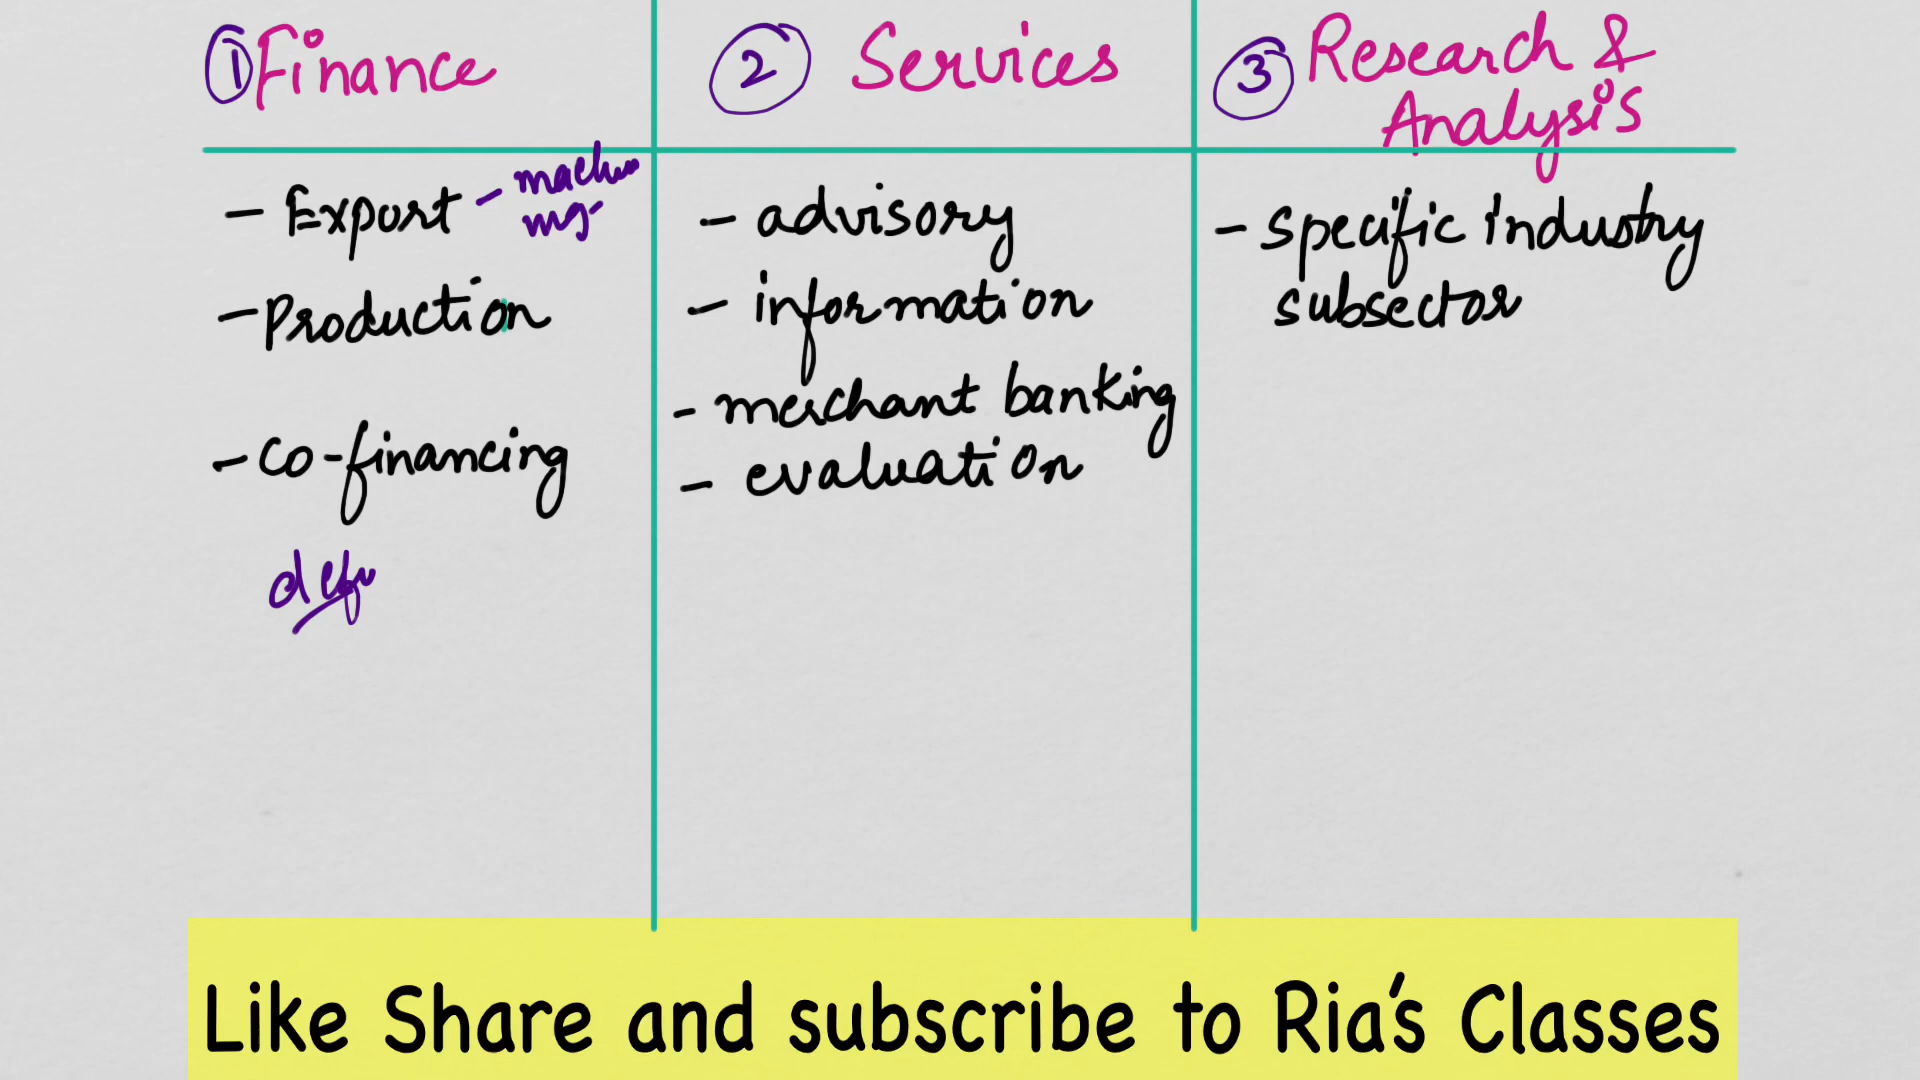 ① Finance
② Services
③ Research &
Analysis
- Export -
- Production
- Co-financing
- advisory
- information
- merchant banking
- evaluation
- specific industry
subsector
Like Share and subscribe to Ria's Classes